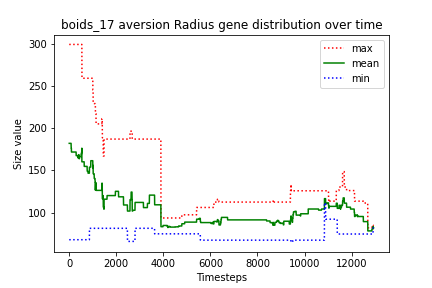 boids_17 aversion Radius gene distribution over time
max
mean
min
Size value
300
250
200
150
100
0 2000 4000 6000 8000 10000 12000
Timesteps